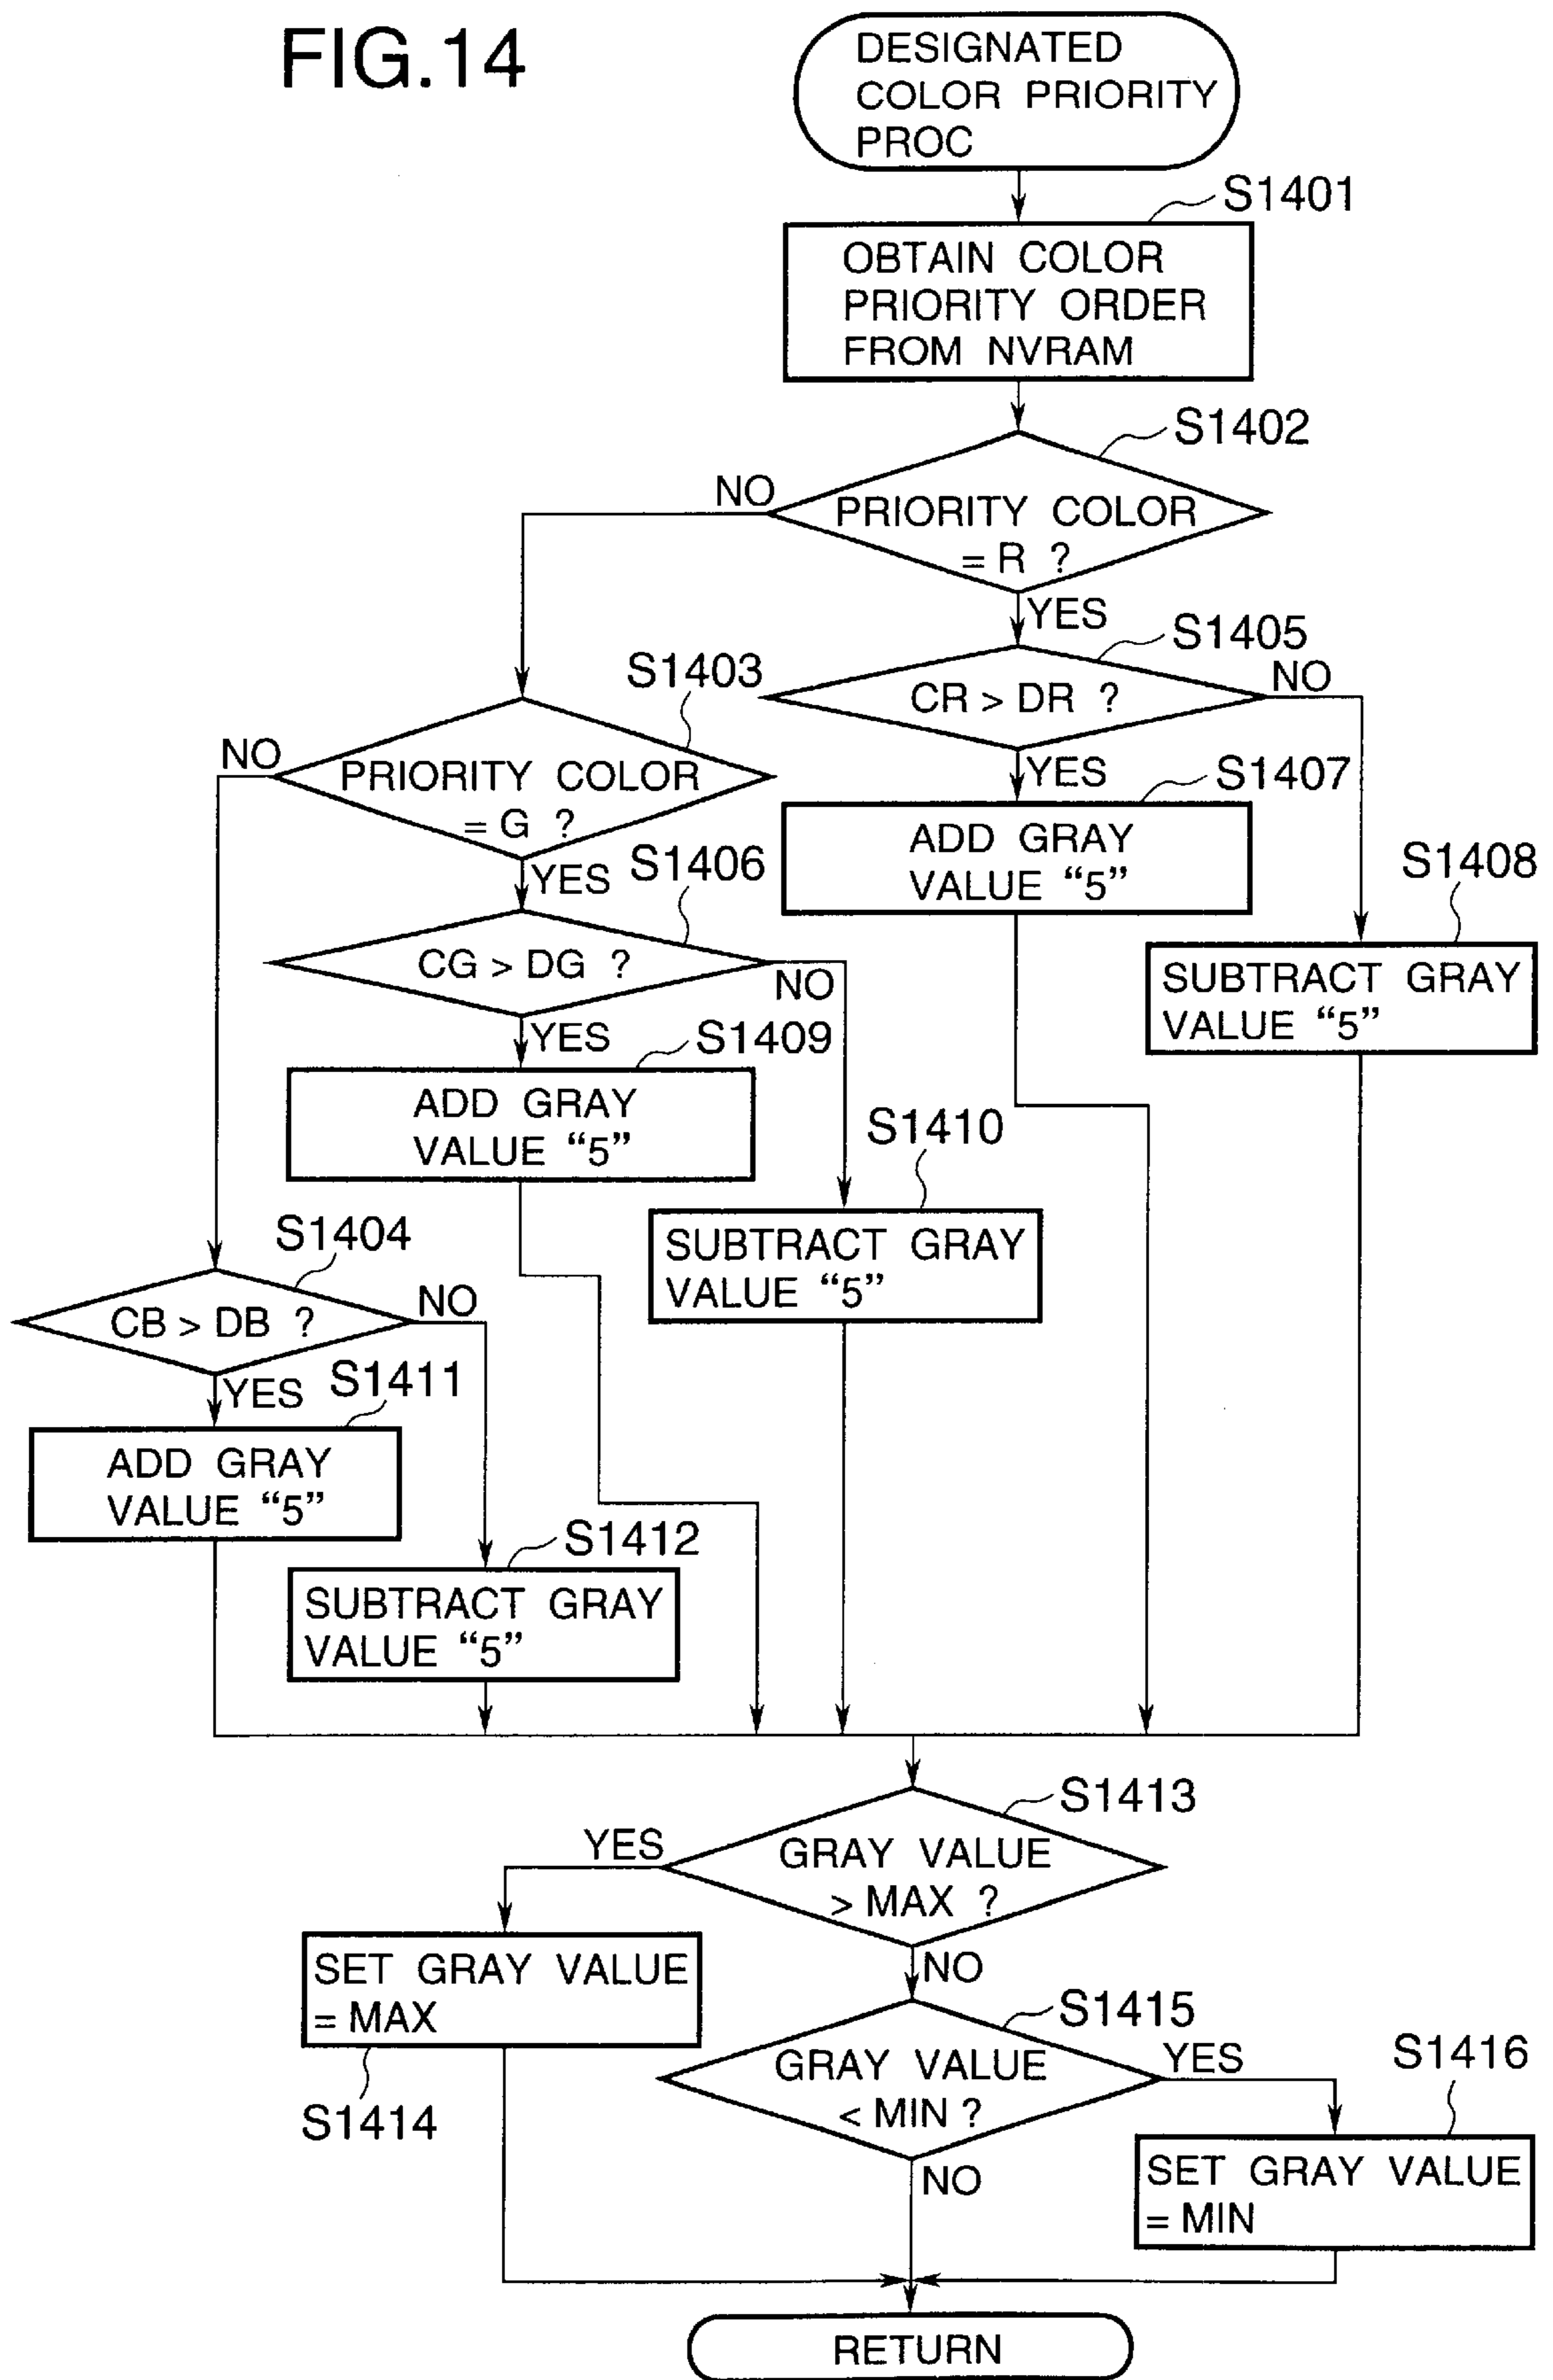 FIG.14
DESIGNATED
COLOR PRIORITY
PROC
S1401
OBTAIN COLOR
PRIORITY ORDER
FROM NVRAM
S1402
NO
PRIORITY COLOR
= R ?
YES
S1405
S1403
NO
CR > DR ?
NO
YES
S1407
PRIORITY COLOR
= G ?
ADD GRAY
VALUE “5”
S1408
YES
S1406
CG > DG ?
NO
SUBTRACT GRAY
VALUE “5”
YES
S1409
ADD GRAY
VALUE “5”
S1410
S1404
SUBTRACT GRAY
VALUE “5”
CB > DB ?
NO
YES
S1411
ADD GRAY
VALUE “5”
S1412
SUBTRACT GRAY
VALUE “5”
S1413
YES
GRAY VALUE
> MAX ?
SET GRAY VALUE
= MAX
NO
S1415
S1414
GRAY VALUE
< MIN ?
YES
S1416
NO
SET GRAY VALUE
= MIN
RETURN